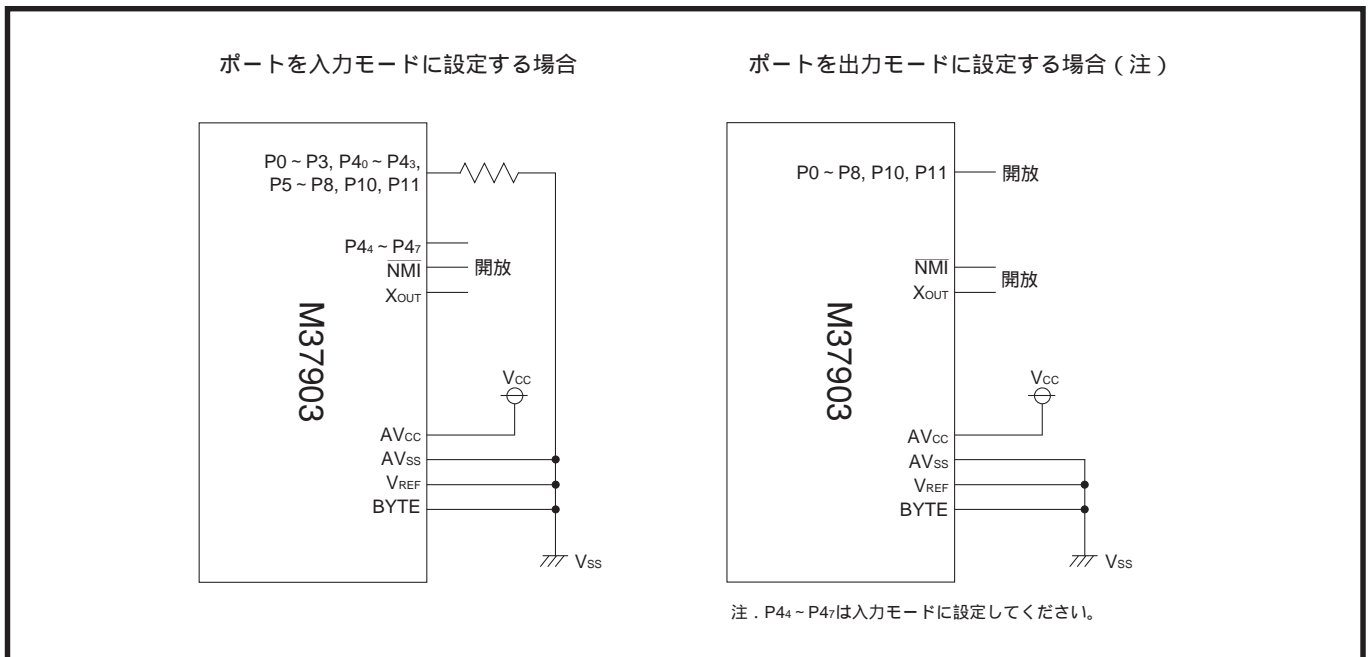 ポートを入力モードに設定する場合
P0 ~ P3, P4₀ ~ P4₃,
P5 ~ P8, P10, P11
P4₄ ~ P4₇
N̅M̅I̅
開放
XOUT
M37903
VCC
AVCC
AVSS
VREF
BYTE
VSS
ポートを出力モードに設定する場合(注)
P0 ~ P8, P10, P11
開放
N̅M̅I̅
XOUT
開放
M37903
VCC
AVCC
AVSS
VREF
BYTE
VSS
注.P4₄ ~ P4₇は入力モードに設定してください。